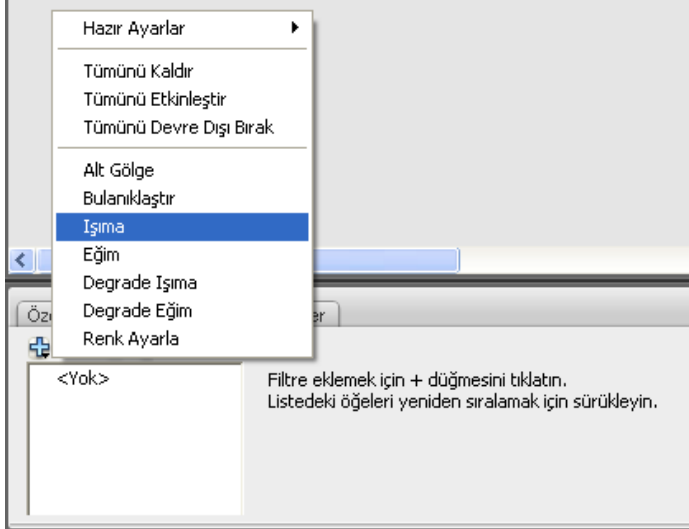 Hazır Ayarlar
Tümünü Kaldır
Tümünü Etkinleştir
Tümünü Devre Dışı Bırak
Alt Gölge
Bulanıklaştır
Işıma
Eğim
Degrade Işıma
Degrade Eğim
Renk Ayarla
<Yok>
Filtre eklemek için + düğmesini tıklatın.
Listedeki öğeleri yeniden sıralamak için sürükleyin.